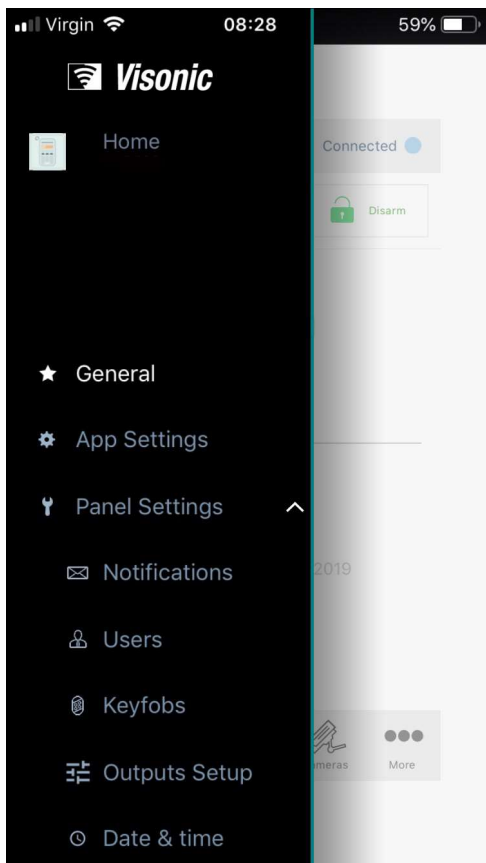 Virgin 08:28 59%
Visonic
Home
Connected
Disarm
General
App Settings
Panel Settings
Notifications
2019
Users
Keyfobs
Outputs Setup
More
Date & time